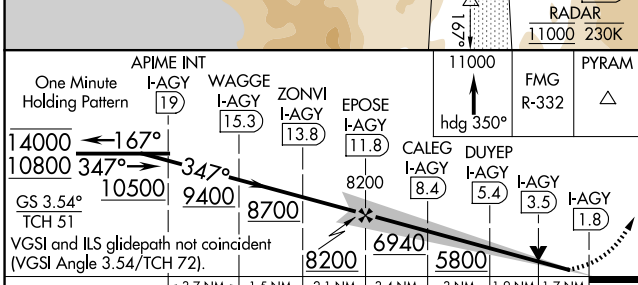 167°
RADAR
11000 230K
APIME INT
I-AGY
19
One Minute
Holding Pattern
WAGGE
I-AGY
15.3
ZONVI
I-AGY
13.8
EPOSE
I-AGY
11.8
CALEG
I-AGY
8.4
DUYEP
I-AGY
5.4
I-AGY
3.5
I-AGY
1.8
11000
hdg 350°
FMG
R-332
PYRAM
14000
167°
10800
347°
347°
10500
9400
8700
8200
8200
6940
5800
GS 3.54°
TCH 51
VGSI and ILS glidepath not coincident
(VGSI Angle 3.54/TCH 72).